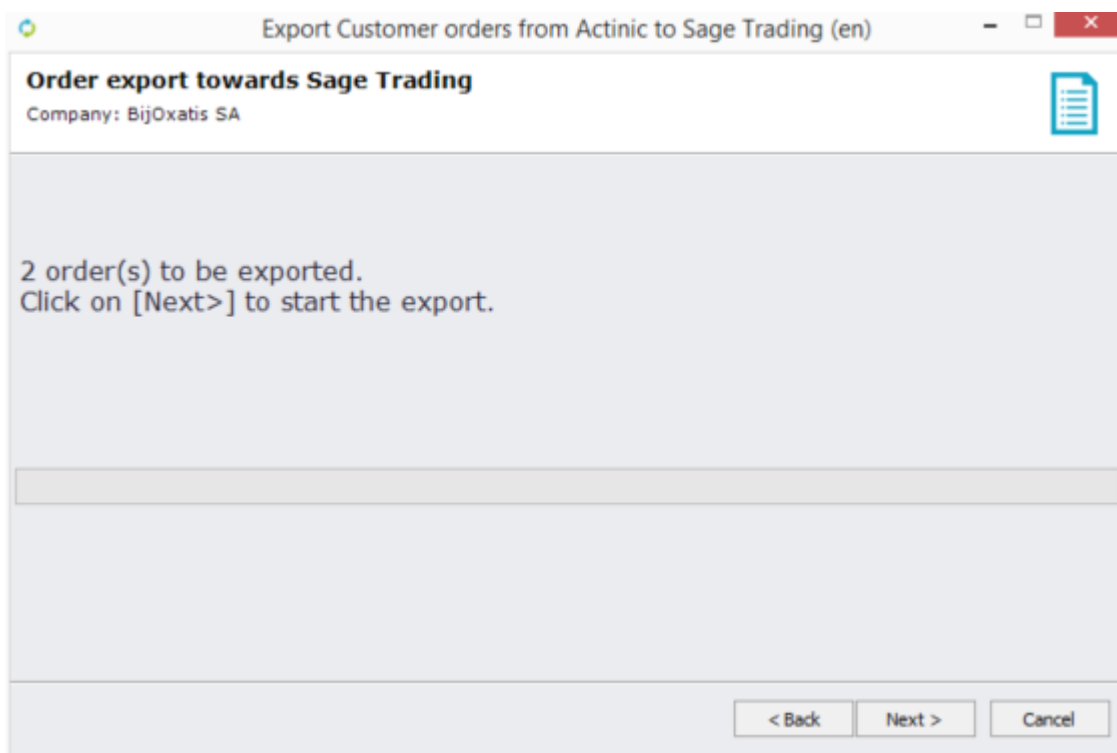 Export Customer orders from Actinic to Sage Trading (en)
Order export towards Sage Trading
Company: BijOxatis SA
2 order(s) to be exported.
Click on [Next>] to start the export.
< Back
Next >
Cancel